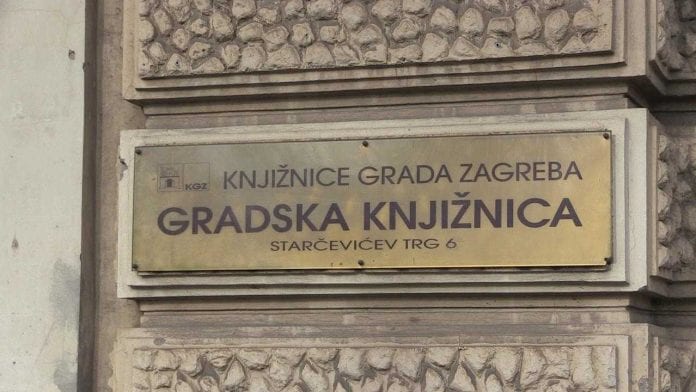 KGZ KNJIŽNICE GRADA ZAGREBA
GRADSKA KNJIŽNICA
STARČEVIĆEV TRG 6